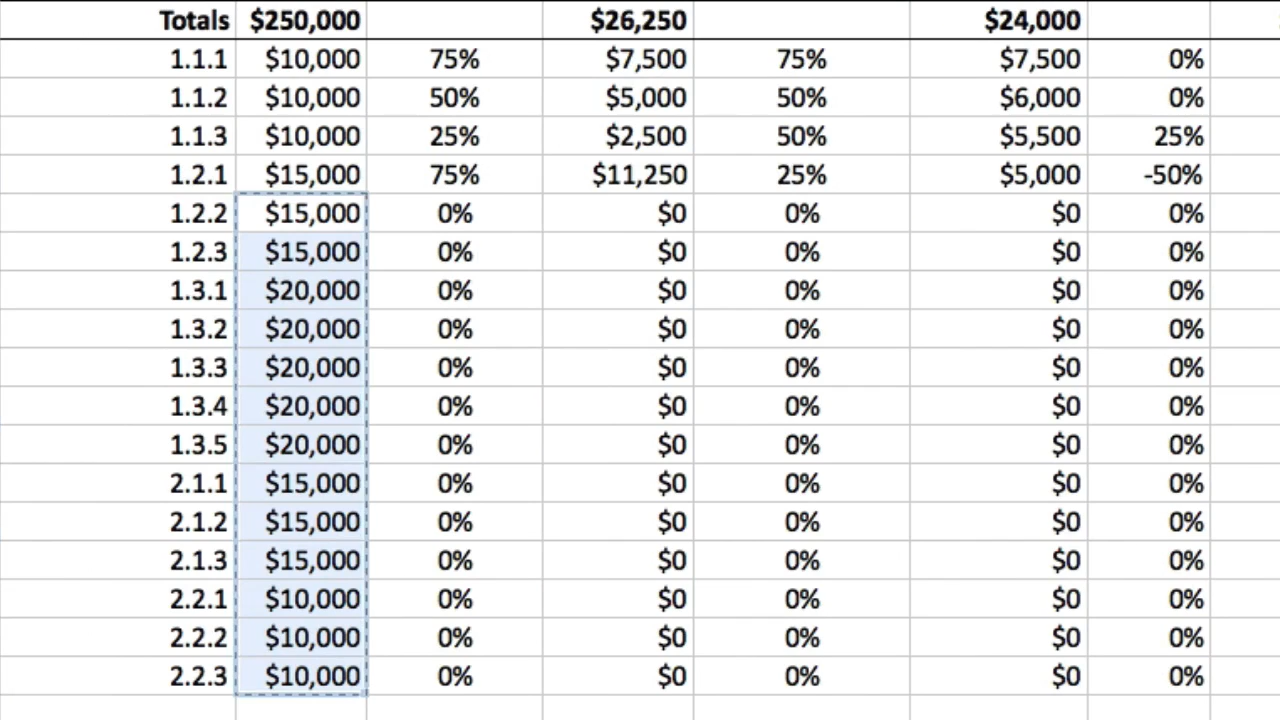 Totals $250,000 $26,250 $24,000
1.1.1 $10,000 75% $7,500 75% $7,500 0%
1.1.2 $10,000 50% $5,000 50% $6,000 0%
1.1.3 $10,000 25% $2,500 50% $5,500 25%
1.2.1 $15,000 75% $11,250 25% $5,000 -50%
1.2.2 $15,000 0% $0 0% $0 0%
1.2.3 $15,000 0% $0 0% $0 0%
1.3.1 $20,000 0% $0 0% $0 0%
1.3.2 $20,000 0% $0 0% $0 0%
1.3.3 $20,000 0% $0 0% $0 0%
1.3.4 $20,000 0% $0 0% $0 0%
1.3.5 $20,000 0% $0 0% $0 0%
2.1.1 $15,000 0% $0 0% $0 0%
2.1.2 $15,000 0% $0 0% $0 0%
2.1.3 $15,000 0% $0 0% $0 0%
2.2.1 $10,000 0% $0 0% $0 0%
2.2.2 $10,000 0% $0 0% $0 0%
2.2.3 $10,000 0% $0 0% $0 0%